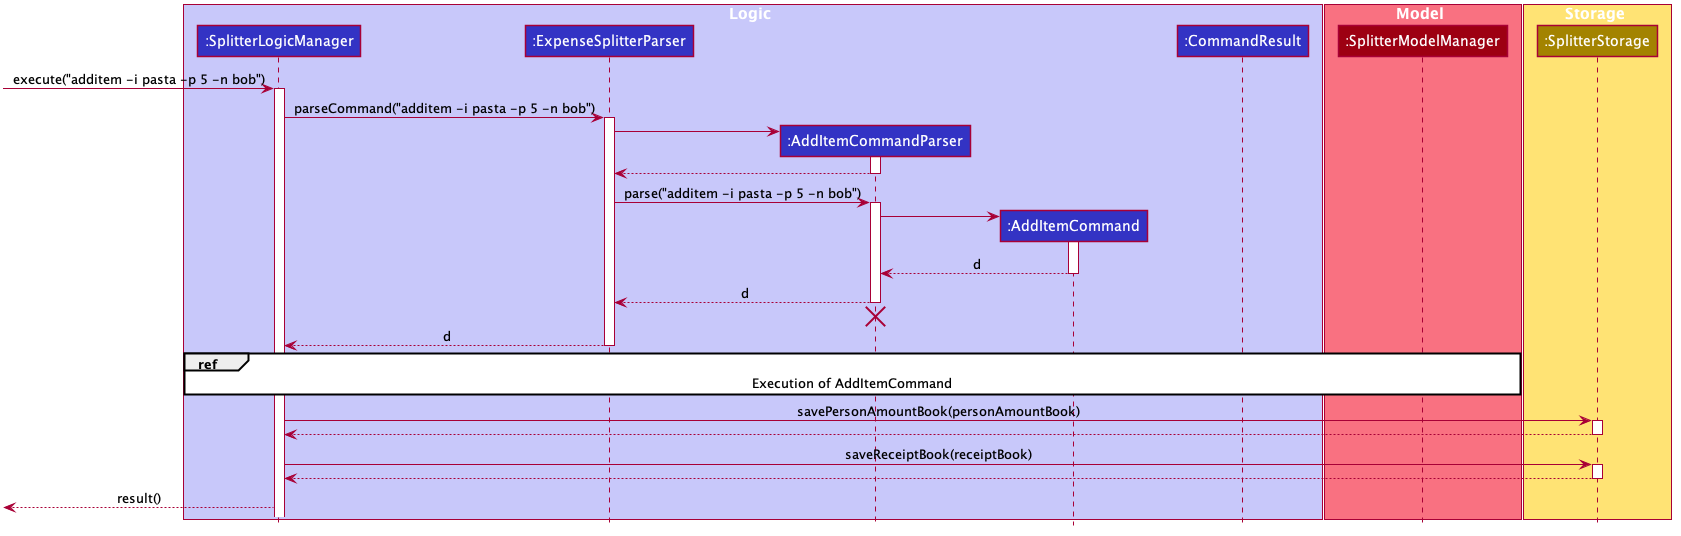 Logic
Model
Storage
:SplitterLogicManager
:ExpenseSplitterParser
:CommandResult
:SplitterModelManager
:SplitterStorage
execute("additem -i pasta -p 5 -n bob")
parseCommand("additem -i pasta -p 5 -n bob")
:AddItemCommandParser
parse("additem -i pasta -p 5 -n bob")
:AddItemCommand
d
d
d
ref
Execution of AddItemCommand
savePersonAmountBook(personAmountBook)
saveReceiptBook(receiptBook)
result()